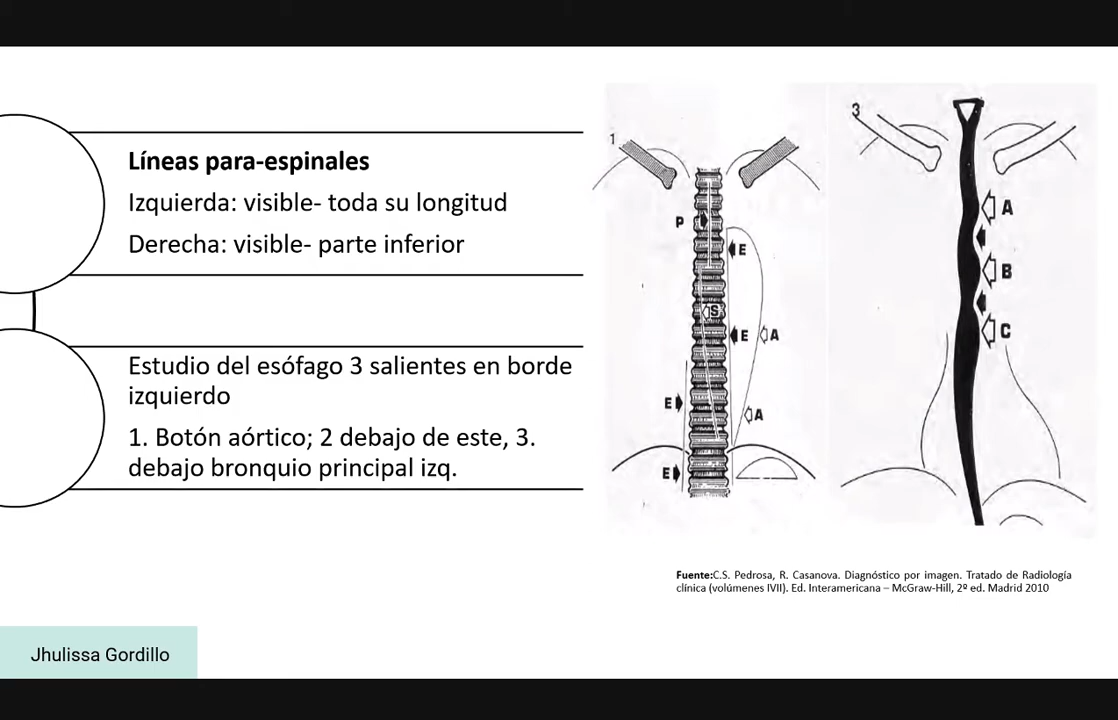 Líneas para-espinales
Izquierda: visible- toda su longitud
Derecha: visible- parte inferior
Estudio del esófago 3 salientes en borde
izquierdo
1. Botón aórtico; 2 debajo de este, 3.
debajo bronquio principal izq.
1
P
E
S
E
A
E
A
E
3
A
B
C
Fuente:C.S. Pedrosa, R. Casanova. Diagnóstico por imagen. Tratado de Radiología
clínica (volúmenes IVII). Ed. Interamericana – McGraw-Hill, 2º ed. Madrid 2010
Jhulissa Gordillo